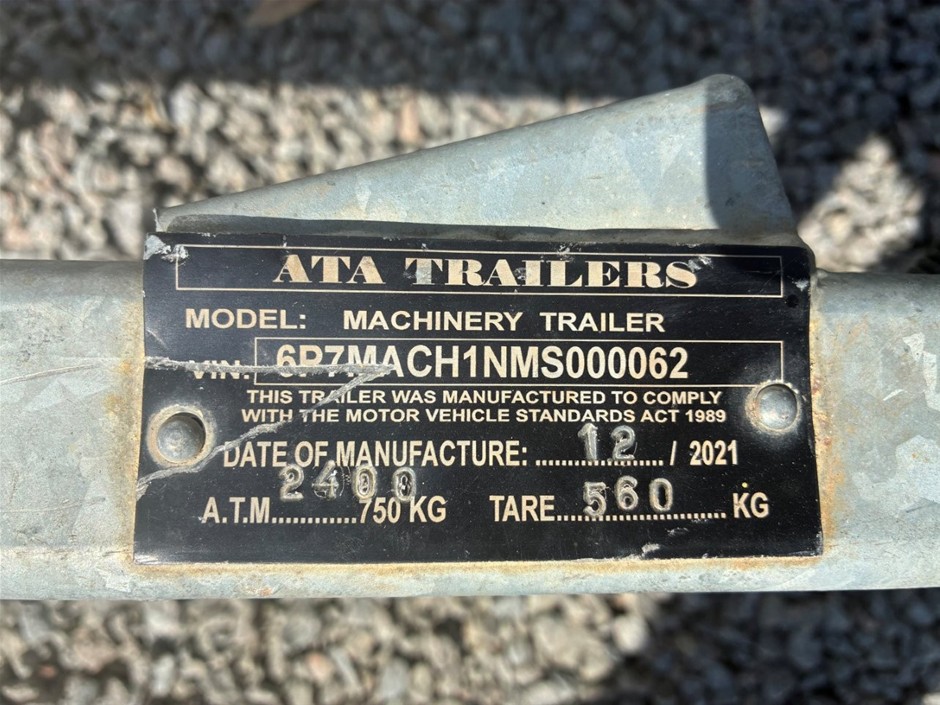 ATA TRAILERS
MODEL: MACHINERY TRAILER
VIN: 6P7MACH1NMS000062
THIS TRAILER WAS MANUFACTURED TO COMPLY
WITH THE MOTOR VEHICLE STANDARDS ACT 1989
DATE OF MANUFACTURE: 12 / 2021
A.T.M 2400 750 KG TARE 560 KG